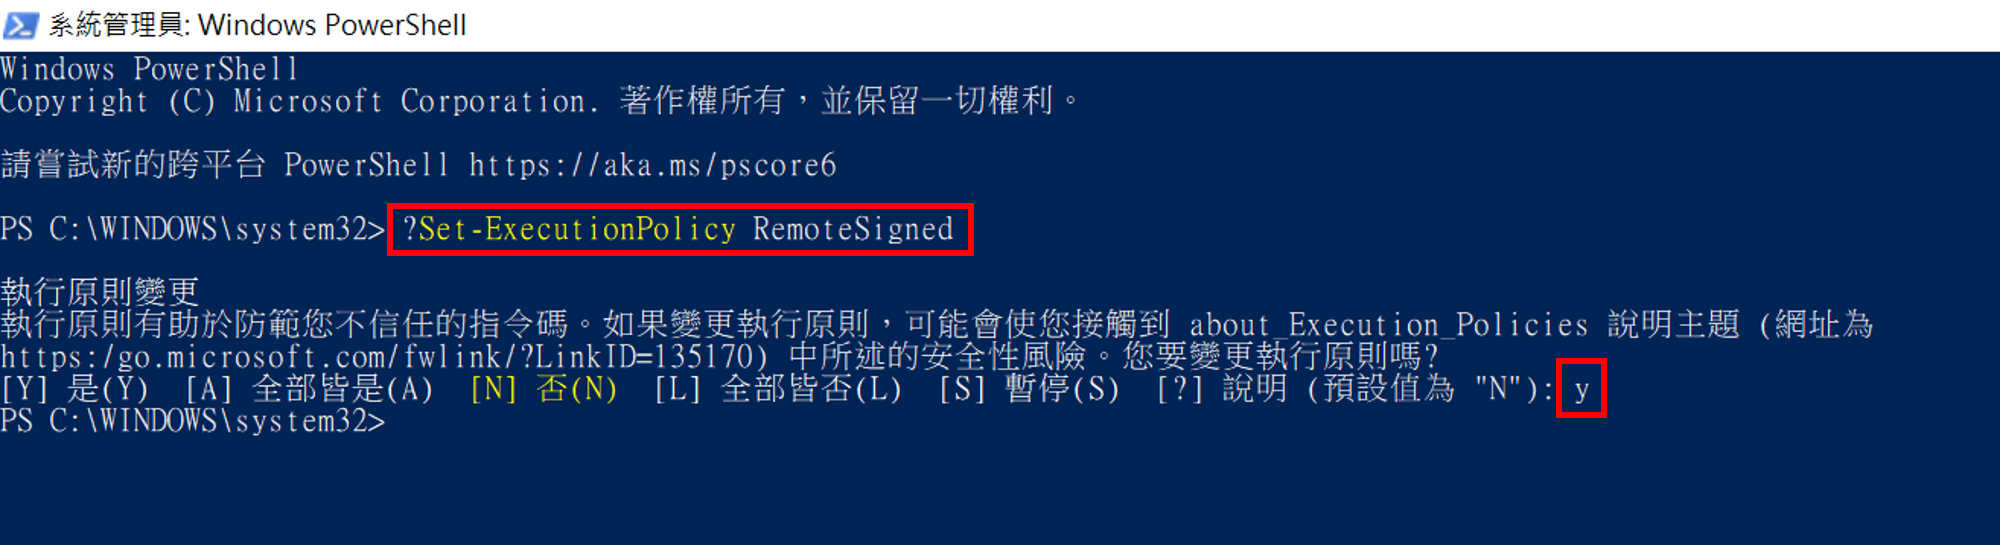 系統管理員: Windows PowerShell
Windows PowerShell
Copyright (C) Microsoft Corporation. 著作權所有，並保留一切權利。
請嘗試新的跨平台 PowerShell https://aka.ms/pscore6
PS C:\WINDOWS\system32> ?Set-ExecutionPolicy RemoteSigned
執行原則變更
執行原則有助於防範您不信任的指令碼。如果變更執行原則，可能會使您接觸到 about_Execution_Policies 說明主題 (網址為
https:/go.microsoft.com/fwlink/?LinkID=135170) 中所述的安全性風險。您要變更執行原則嗎?
[Y] 是(Y)  [A] 全部皆是(A)  [N] 否(N)  [L] 全部皆否(L)  [S] 暫停(S)  [?] 說明 (預設值為 "N"): y
PS C:\WINDOWS\system32>